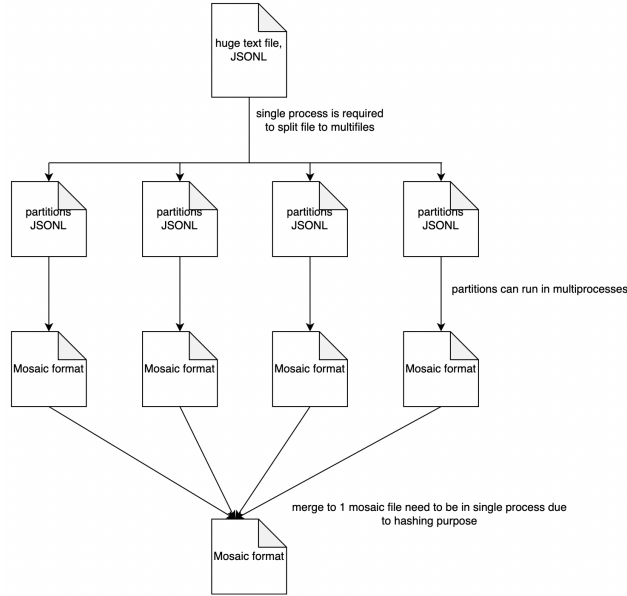 huge text file,
JSONL
single process is required
to split file to multifiles
partitions
JSONL
partitions
JSONL
partitions
JSONL
partitions
JSONL
partitions can run in multiprocesses
Mosaic format
Mosaic format
Mosaic format
Mosaic format
merge to 1 mosaic file need to be in single process due
to hashing purpose
Mosaic format